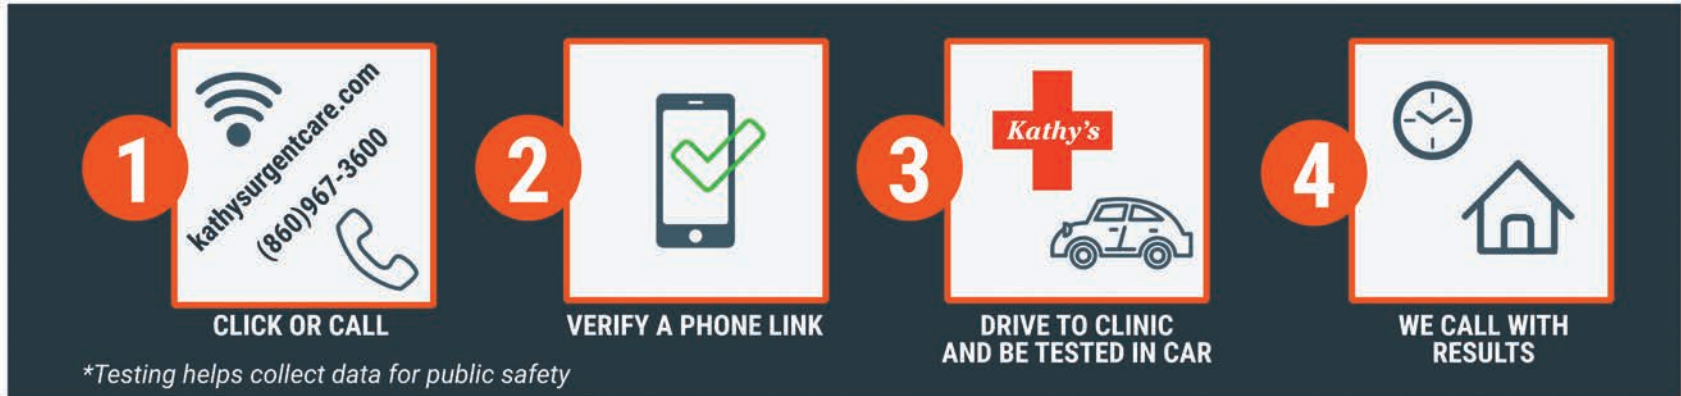 1
kathysurgentcare.com
(860)967-3600
CLICK OR CALL
2
VERIFY A PHONE LINK
3
Kathy's
DRIVE TO CLINIC
AND BE TESTED IN CAR
4
WE CALL WITH
RESULTS
*Testing helps collect data for public safety